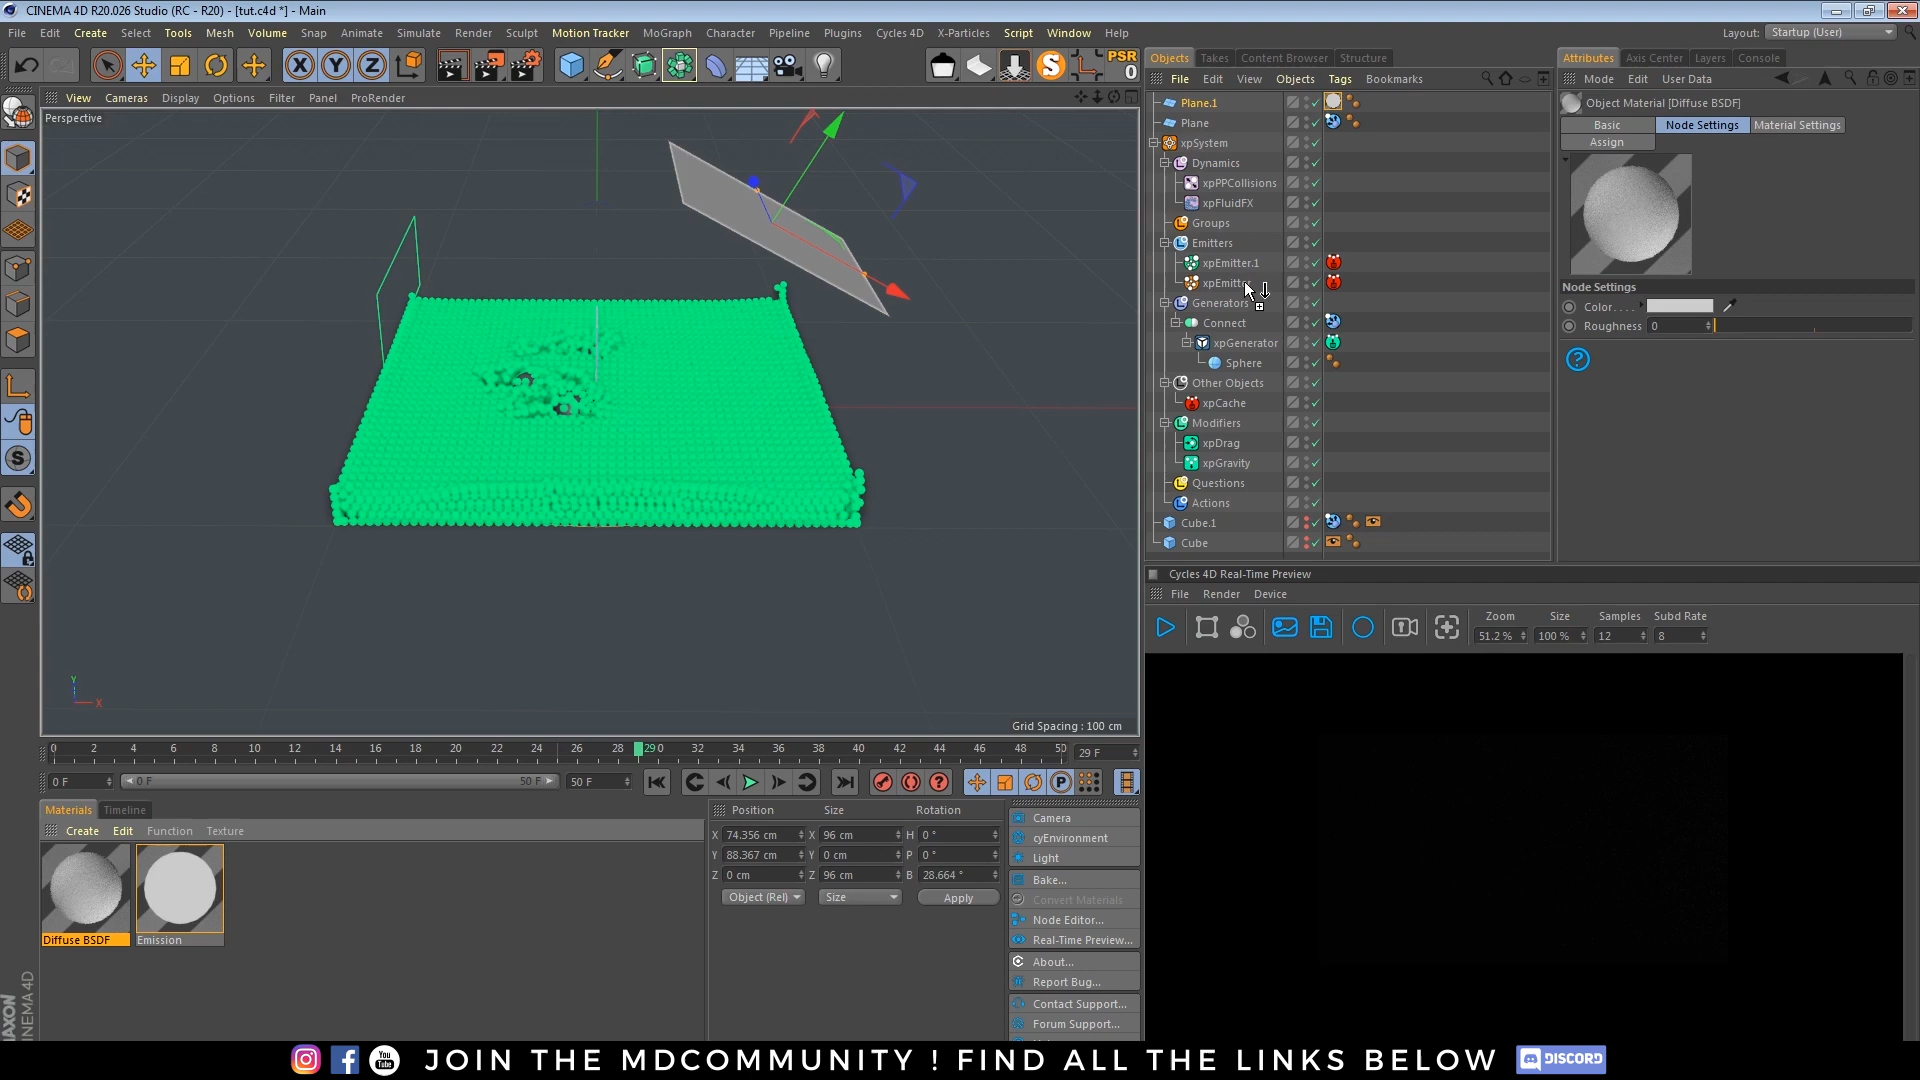 CINEMA 4D R20.026 Studio (RC - R20) - [tut.c4d *] - Main
File Edit Create Select Tools Mesh Volume Snap Animate Simulate Render Sculpt Motion Tracker MoGraph Character Pipeline Plugins Cycles 4D X-Particles Script Window Help
Layout: Startup (User)
X Y Z
S
PSR
0
View Cameras Display Options Filter Panel ProRender
Perspective
Grid Spacing : 100 cm
Y
X
Objects Takes Content Browser Structure
File Edit View Objects Tags Bookmarks
Plane.1
Plane
xpSystem
Dynamics
xpPPCollisions
xpFluidFX
Groups
Emitters
xpEmitter.1
xpEmitter
Generators
Connect
xpGenerator
Sphere
Other Objects
xpCache
Modifiers
xpDrag
xpGravity
Questions
Actions
Cube.1
Cube
Attributes Axis Center Layers Console
Mode Edit User Data
Object Material [Diffuse BSDF]
Basic Node Settings Material Settings
Assign
Node Settings
Color. . . .
Roughness 0
Cycles 4D Real-Time Preview
File Render Device
Zoom Size Samples Subd Rate
51.2 % 100 % 12 8
0 2 4 6 8 10 12 14 16 18 20 22 24 26 28 290 32 34 36 38 40 42 44 46 48 50 29 F
0 F 0 F 50 F 50 F
Materials Timeline
Create Edit Function Texture
Diffuse BSDF Emission
Position Size Rotation
X 74.356 cm X 96 cm H 0 °
Y 88.367 cm Y 0 cm P 0 °
Z 0 cm Z 96 cm B 28.664 °
Object (Rel) Size Apply
Camera
cyEnvironment
Light
Bake...
Convert Materials
Node Editor...
Real-Time Preview...
About...
Report Bug...
Contact Support...
Forum Support...
MAXON
CINEMA 4D
JOIN THE MDCOMMUNITY ! FIND ALL THE LINKS BELOW
You Tube
DISCORD